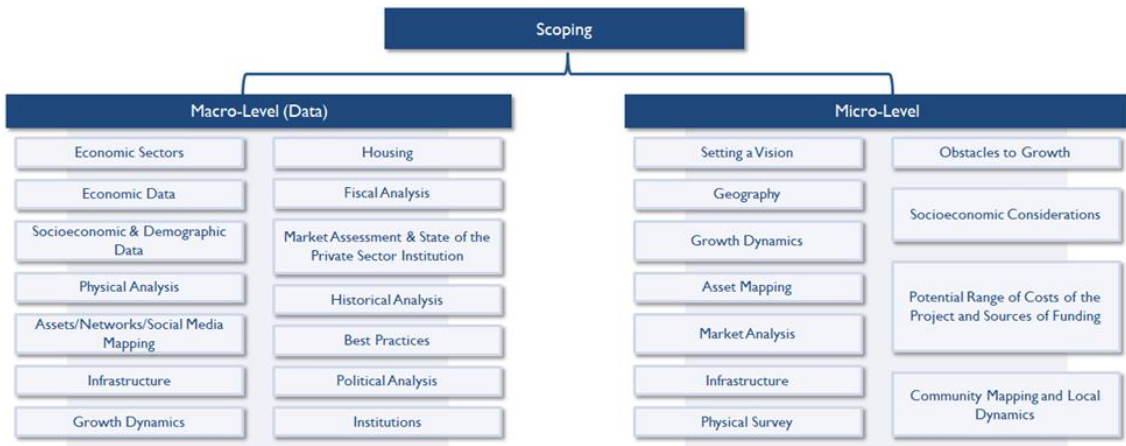 Scoping
Macro-Level (Data)
Economic Sectors
Economic Data
Socioeconomic & Demographic
Data
Physical Analysis
Assets/Networks/Social Media
Mapping
Infrastructure
Growth Dynamics
Housing
Fiscal Analysis
Market Assessment & State of the
Private Sector Institution
Historical Analysis
Best Practices
Political Analysis
Institutions
Micro-Level
Setting a Vision
Geography
Growth Dynamics
Asset Mapping
Market Analysis
Infrastructure
Physical Survey
Obstacles to Growth
Socioeconomic Considerations
Potential Range of Costs of the
Project and Sources of Funding
Community Mapping and Local
Dynamics